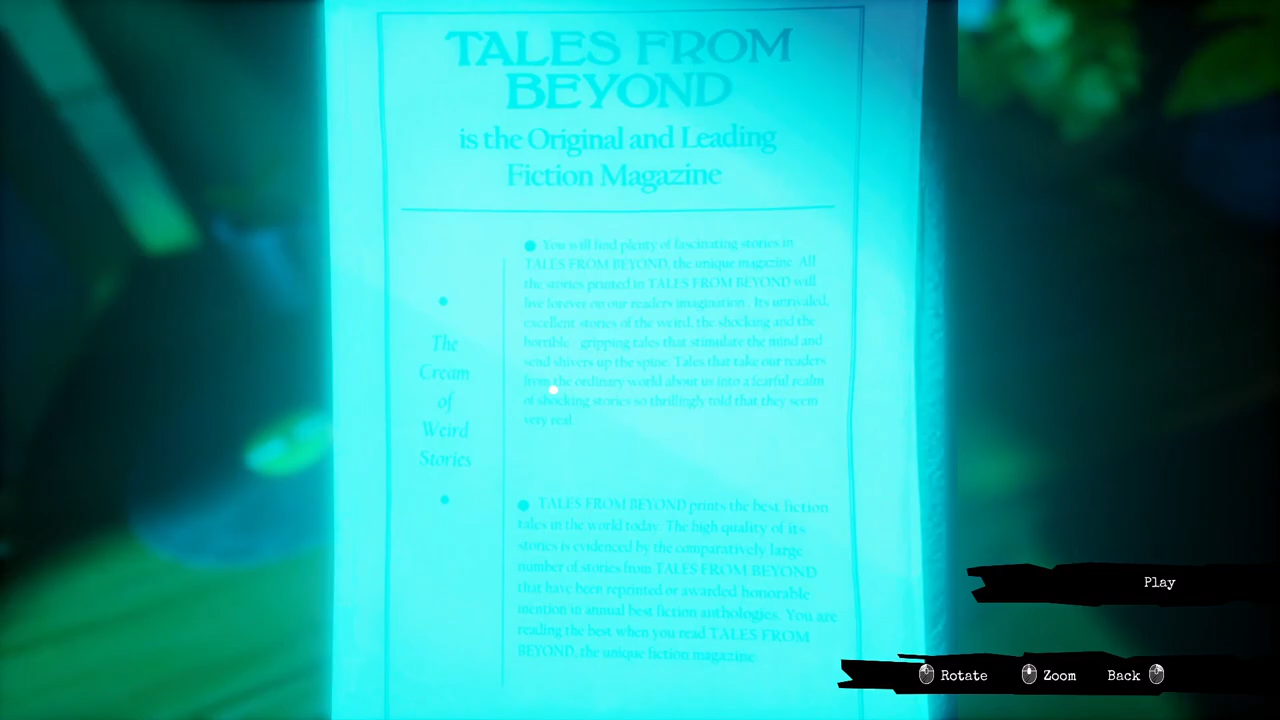 TALES FROM
BEYOND
is the Original and Leading
Fiction Magazine
The
Cream
of
Weird
Stories
● You will find plenty of fascinating stories in
TALES FROM BEYOND, the unique magazine. All
the stories printed in TALES FROM BEYOND will
live forever on our readers imagination. Its unrivaled,
excellent stories of the weird, the shocking and the
horrible - gripping tales that stimulate the mind and
send shivers up the spine. Tales that take our readers
from the ordinary world about us into a fearful realm
of shocking stories so thrillingly told that they seem
very real.
● TALES FROM BEYOND prints the best fiction
tales in the world today. The high quality of its
stories is evidenced by the comparatively large
number of stories from TALES FROM BEYOND
that have been reprinted or awarded honorable
mention in annual best fiction anthologies. You are
reading the best when you read TALES FROM
BEYOND, the unique fiction magazine
Play
Rotate Zoom Back